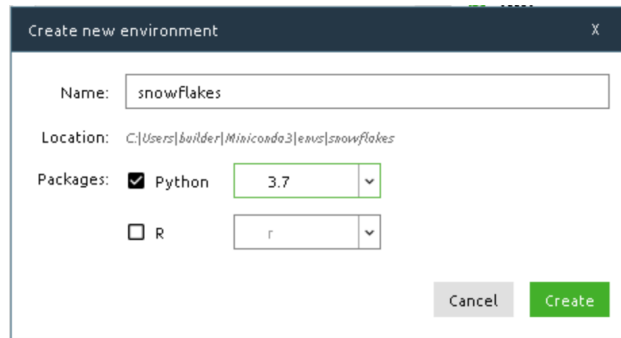 Create new environment X
Name: snowflakes
Location: C:|Users|builder|Miniconda3|envs|snowflakes
Packages: Python 3.7
R r
Cancel Create